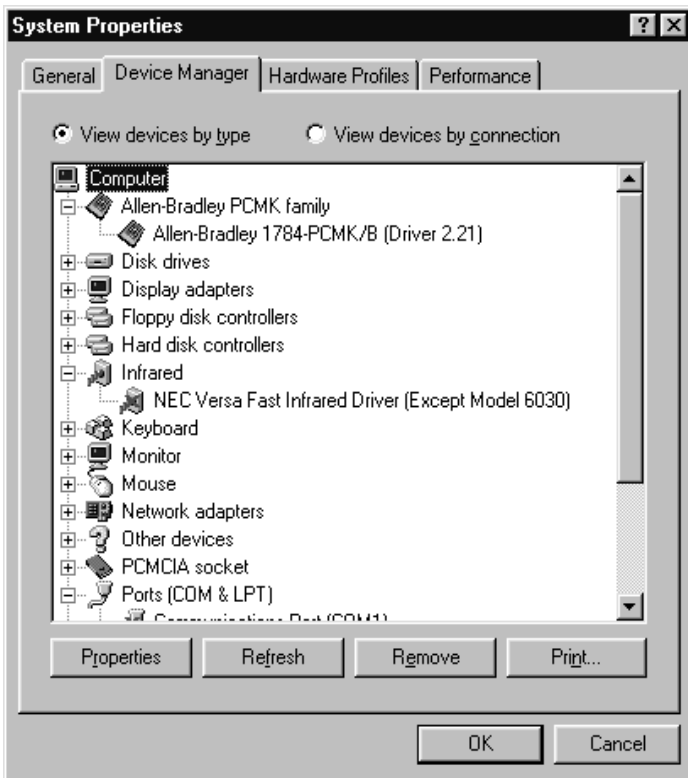 System Properties
General Device Manager Hardware Profiles Performance
View devices by type View devices by connection
Computer
Allen-Bradley PCMK family
Allen-Bradley 1784-PCMK/B (Driver 2.21)
Disk drives
Display adapters
Floppy disk controllers
Hard disk controllers
Infrared
NEC Versa Fast Infrared Driver (Except Model 6030)
Keyboard
Monitor
Mouse
Network adapters
Other devices
PCMCIA socket
Ports (COM & LPT)
Communications Port (COM1)
Properties Refresh Remove Print...
OK Cancel